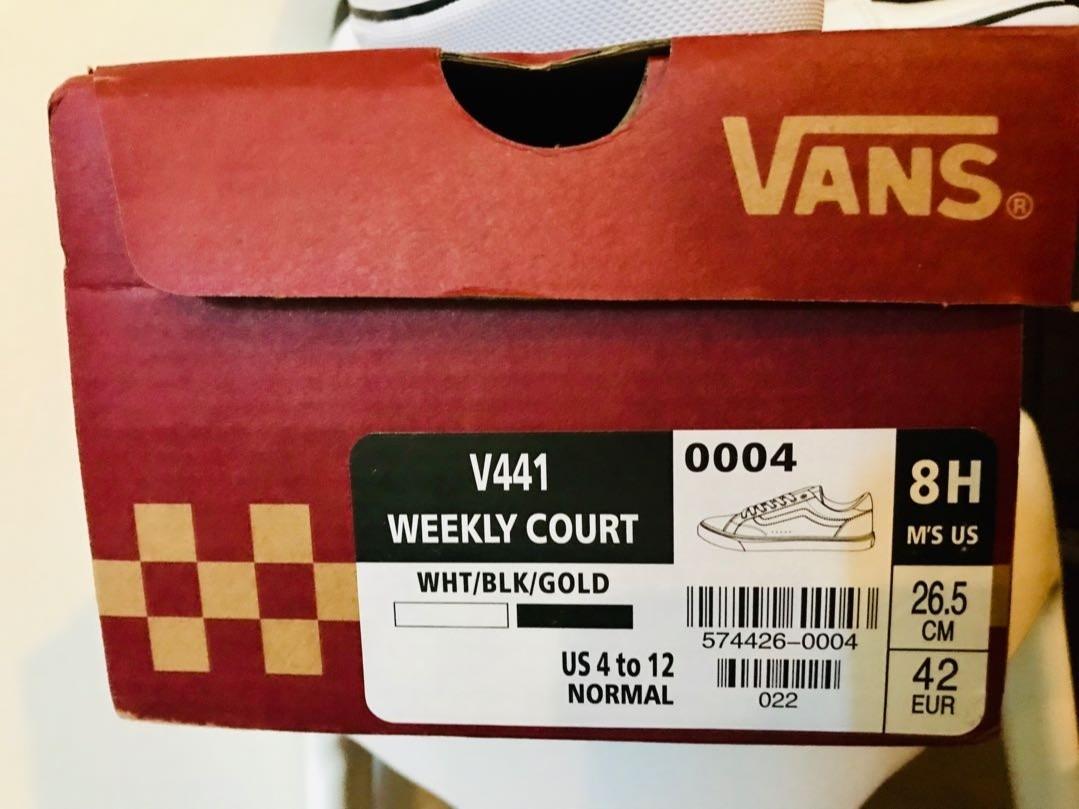 VANS®
V441
WEEKLY COURT
WHT/BLK/GOLD
US 4 to 12
NORMAL
0004
574426-0004
022
8H
M'S US
26.5
CM
42
EUR